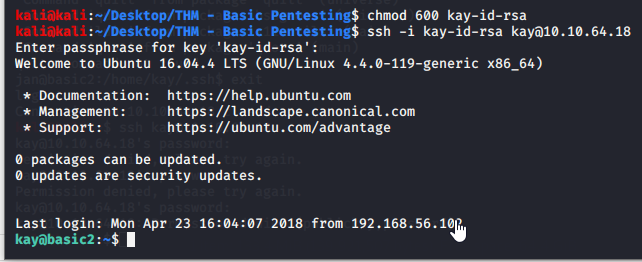 kali@kali:~/Desktop/THM - Basic Pentesting$ chmod 600 kay-id-rsa
kali@kali:~/Desktop/THM - Basic Pentesting$ ssh -i kay-id-rsa kay@10.10.64.18
Enter passphrase for key 'kay-id-rsa':
Welcome to Ubuntu 16.04.4 LTS (GNU/Linux 4.4.0-119-generic x86_64)
* Documentation:  https://help.ubuntu.com
* Management:     https://landscape.canonical.com
* Support:        https://ubuntu.com/advantage
0 packages can be updated.
0 updates are security updates.
Last login: Mon Apr 23 16:04:07 2018 from
kay@basic2:~$